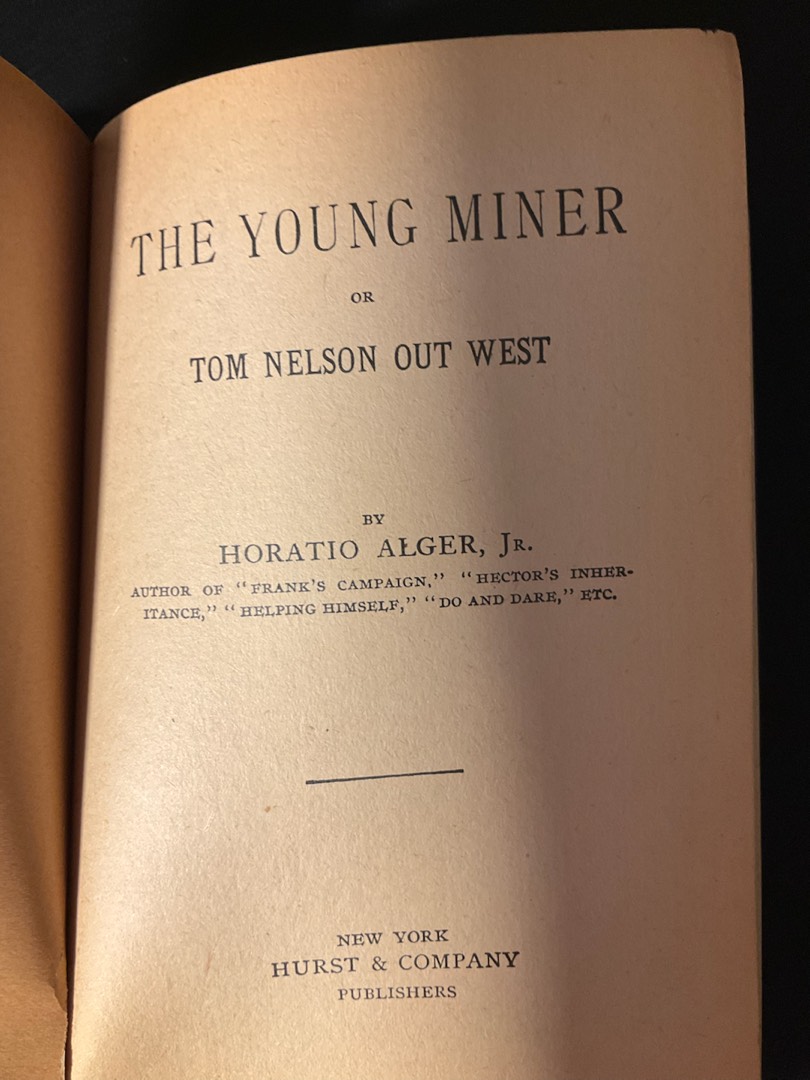 THE YOUNG MINER
OR
TOM NELSON OUT WEST
BY
HORATIO ALGER, JR.
AUTHOR OF “FRANK'S CAMPAIGN,” “HECTOR'S INHER-
ITANCE,” “HELPING HIMSELF,” “DO AND DARE,” ETC.
NEW YORK
HURST & COMPANY
PUBLISHERS